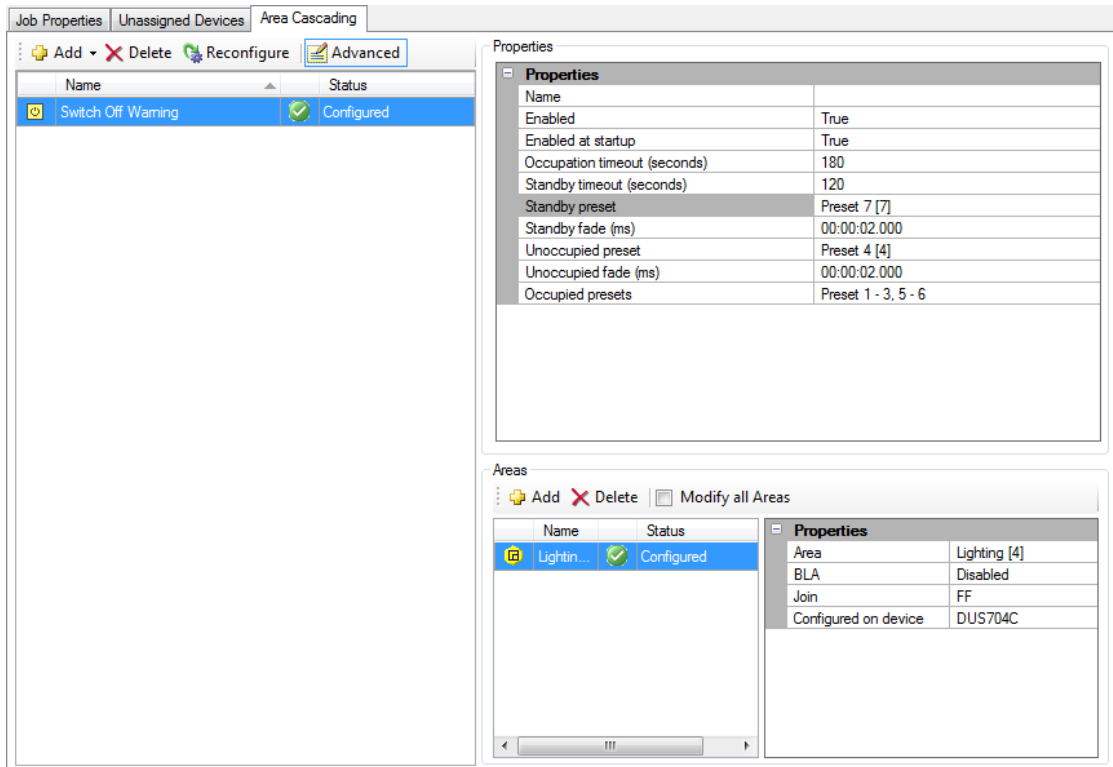 Job Properties Unassigned Devices Area Cascading
Add Delete Reconfigure Advanced
Name Status
Switch Off Warning Configured
Properties
Properties
Name
Enabled True
Enabled at startup True
Occupation timeout (seconds) 180
Standby timeout (seconds) 120
Standby preset Preset 7 [7]
Standby fade (ms) 00:00:02.000
Unoccupied preset Preset 4 [4]
Unoccupied fade (ms) 00:00:02.000
Occupied presets Preset 1 - 3, 5 - 6
Areas
Add Delete Modify all Areas
Name Status
Lightin... Configured
Properties
Area Lighting [4]
BLA Disabled
Join FF
Configured on device DUS704C